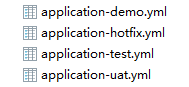 application-demo.yml
application-hotfix.yml
application-test.yml
application-uat.yml